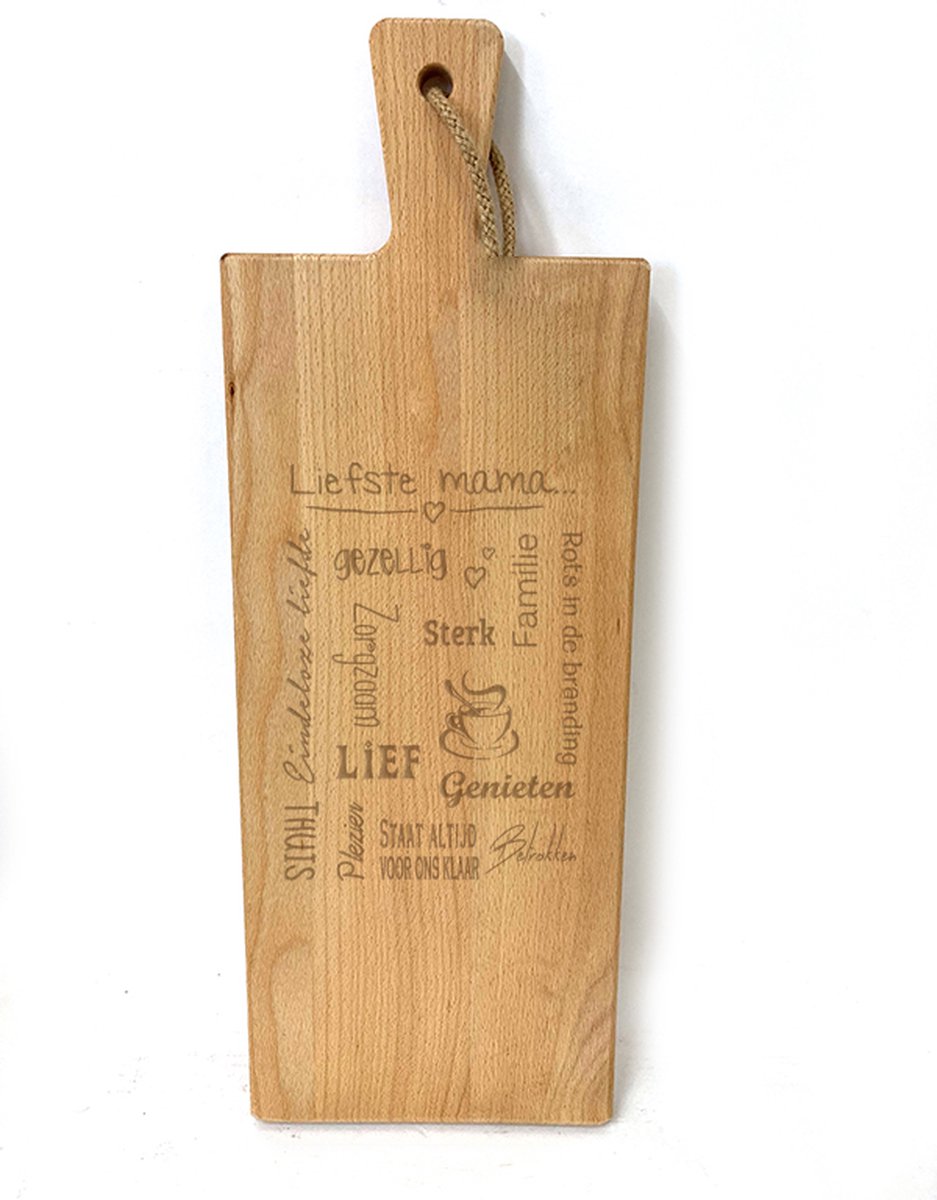 Liefste mama...
gezellig
Familie
Rots in de branding
Eindeloze liefde
Zorgzaam
Sterk
LIEF
Genieten
THUIS
Plezier
STAAT ALTIJD
VOOR ONS KLAAR
Betrokken